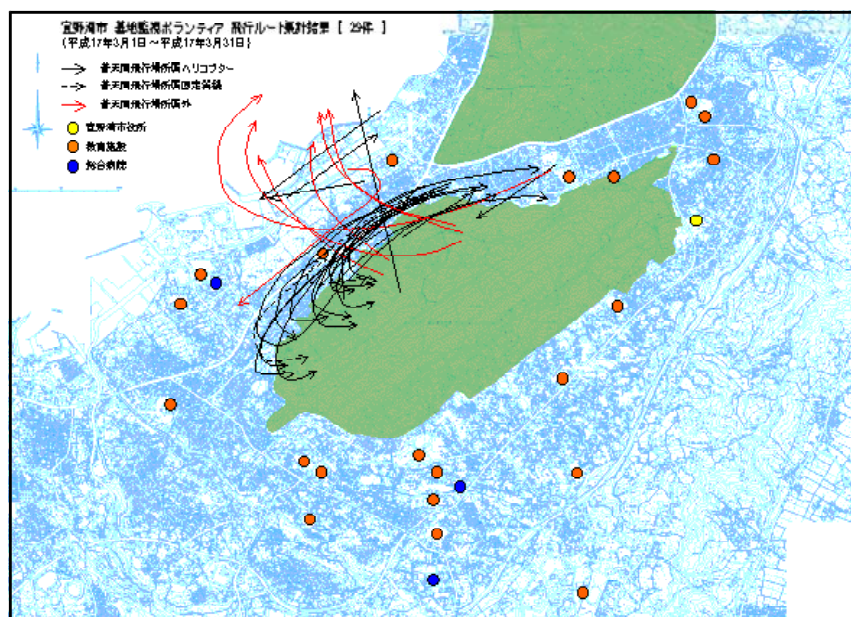 宜野湾市 基地監視ボランティア 飛行ルート集計結果 [ 29件 ]
(平成17年3月1日～平成17年3月31日)
普天間飛行場所属ヘリコプター
普天間飛行場所属固定翼機
普天間飛行場所属外
宜野湾市役所
教育施設
総合病院